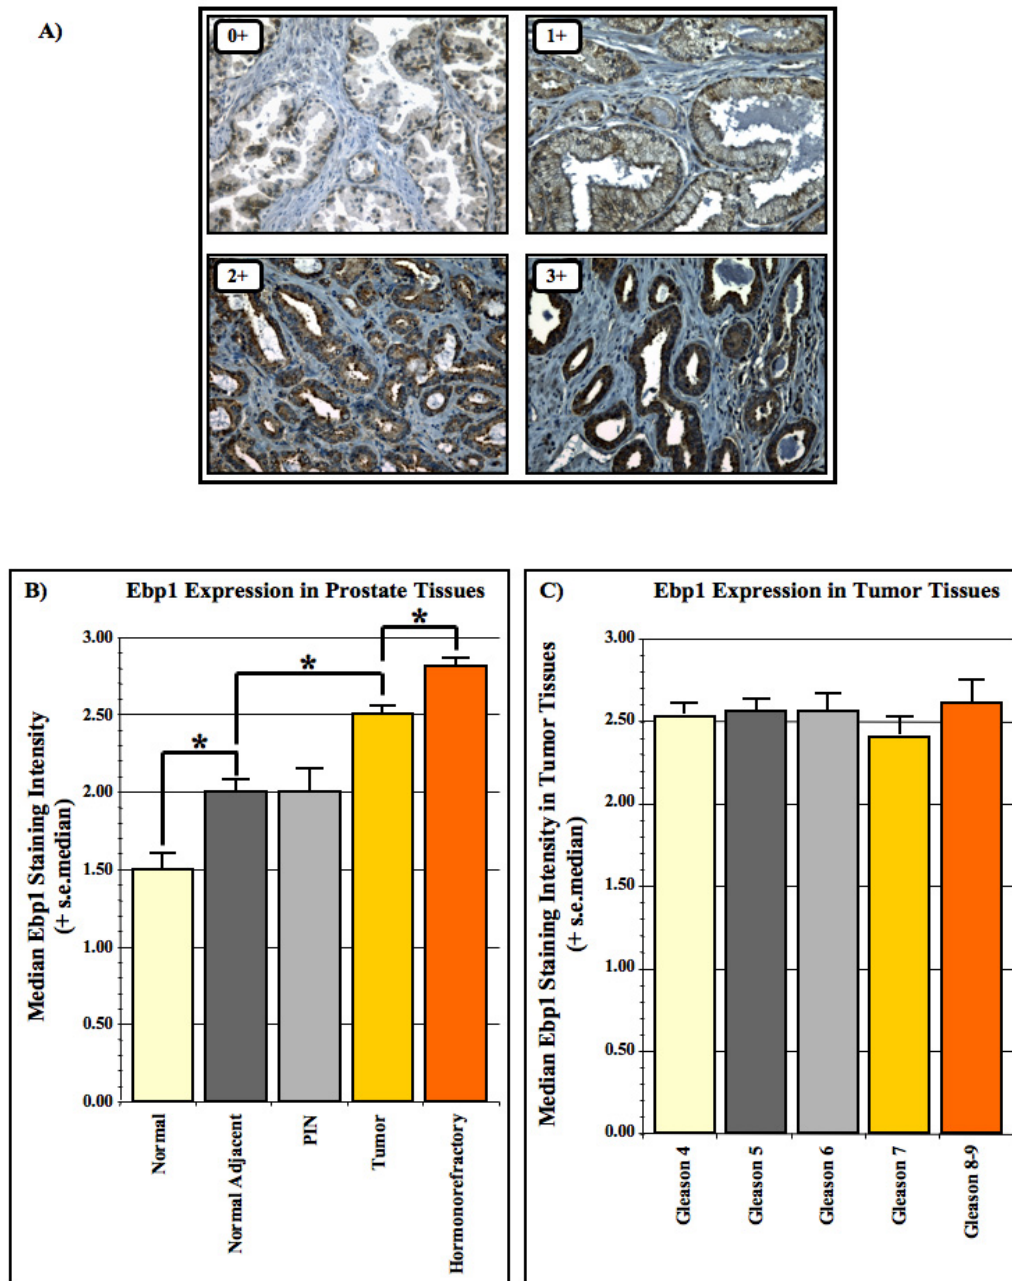 A)
0+
1+
2+
3+
B)
Ebp1 Expression in Prostate Tissues
Median Ebp1 Staining Intensity
(+ s.e.median)
3.00
2.50
2.00
1.50
1.00
0.50
0.00
*
*
*
Normal
Normal Adjacent
PIN
Tumor
Hormonorefractory
C)
Ebp1 Expression in Tumor Tissues
Median Ebp1 Staining Intensity in Tumor Tissues
(+ s.e.median)
3.00
2.50
2.00
1.50
1.00
0.50
0.00
Gleason 4
Gleason 5
Gleason 6
Gleason 7
Gleason 8-9